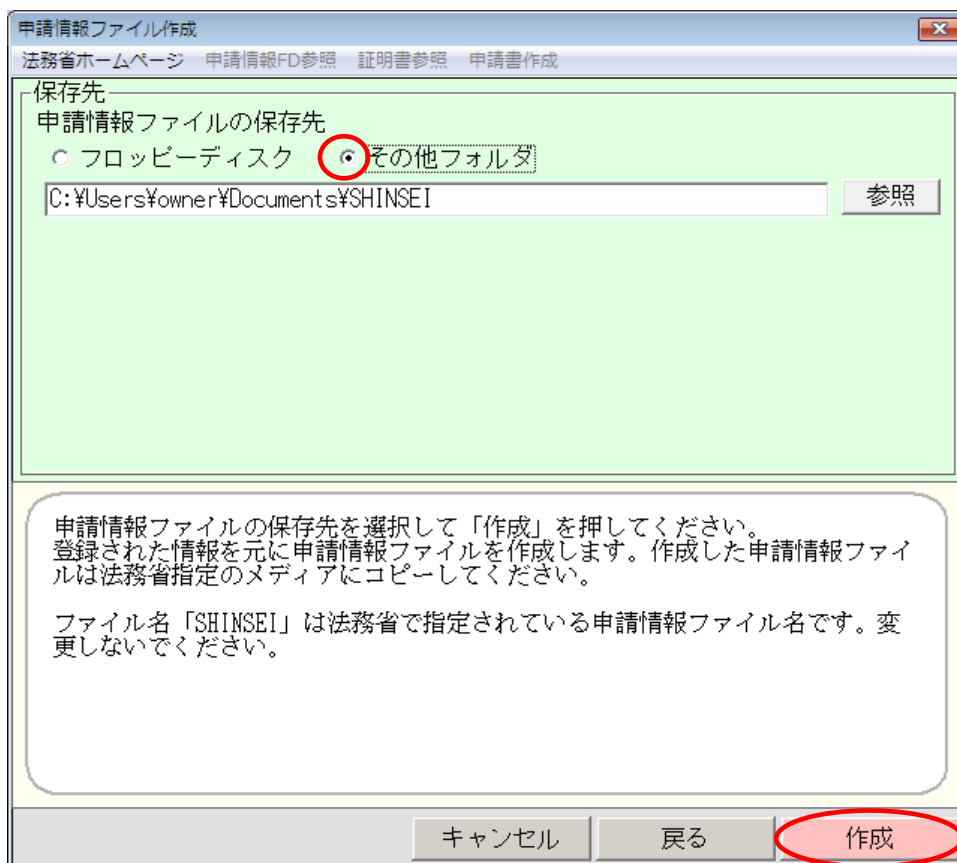 申請情報ファイル作成
法務省ホームページ 申請情報FD参照 証明書参照 申請書作成
保存先
申請情報ファイルの保存先
フロッピーディスク その他フォルダ
C:¥Users¥owner¥Documents¥SHINSEI 参照
申請情報ファイルの保存先を選択して「作成」を押してください。
登録された情報を元に申請情報ファイルを作成します。作成した申請情報ファイ
ルは法務省指定のメディアにコピーしてください。
ファイル名「SHINSEI」は法務省で指定されている申請情報ファイル名です。変
更しないでください。
キャンセル 戻る 作成